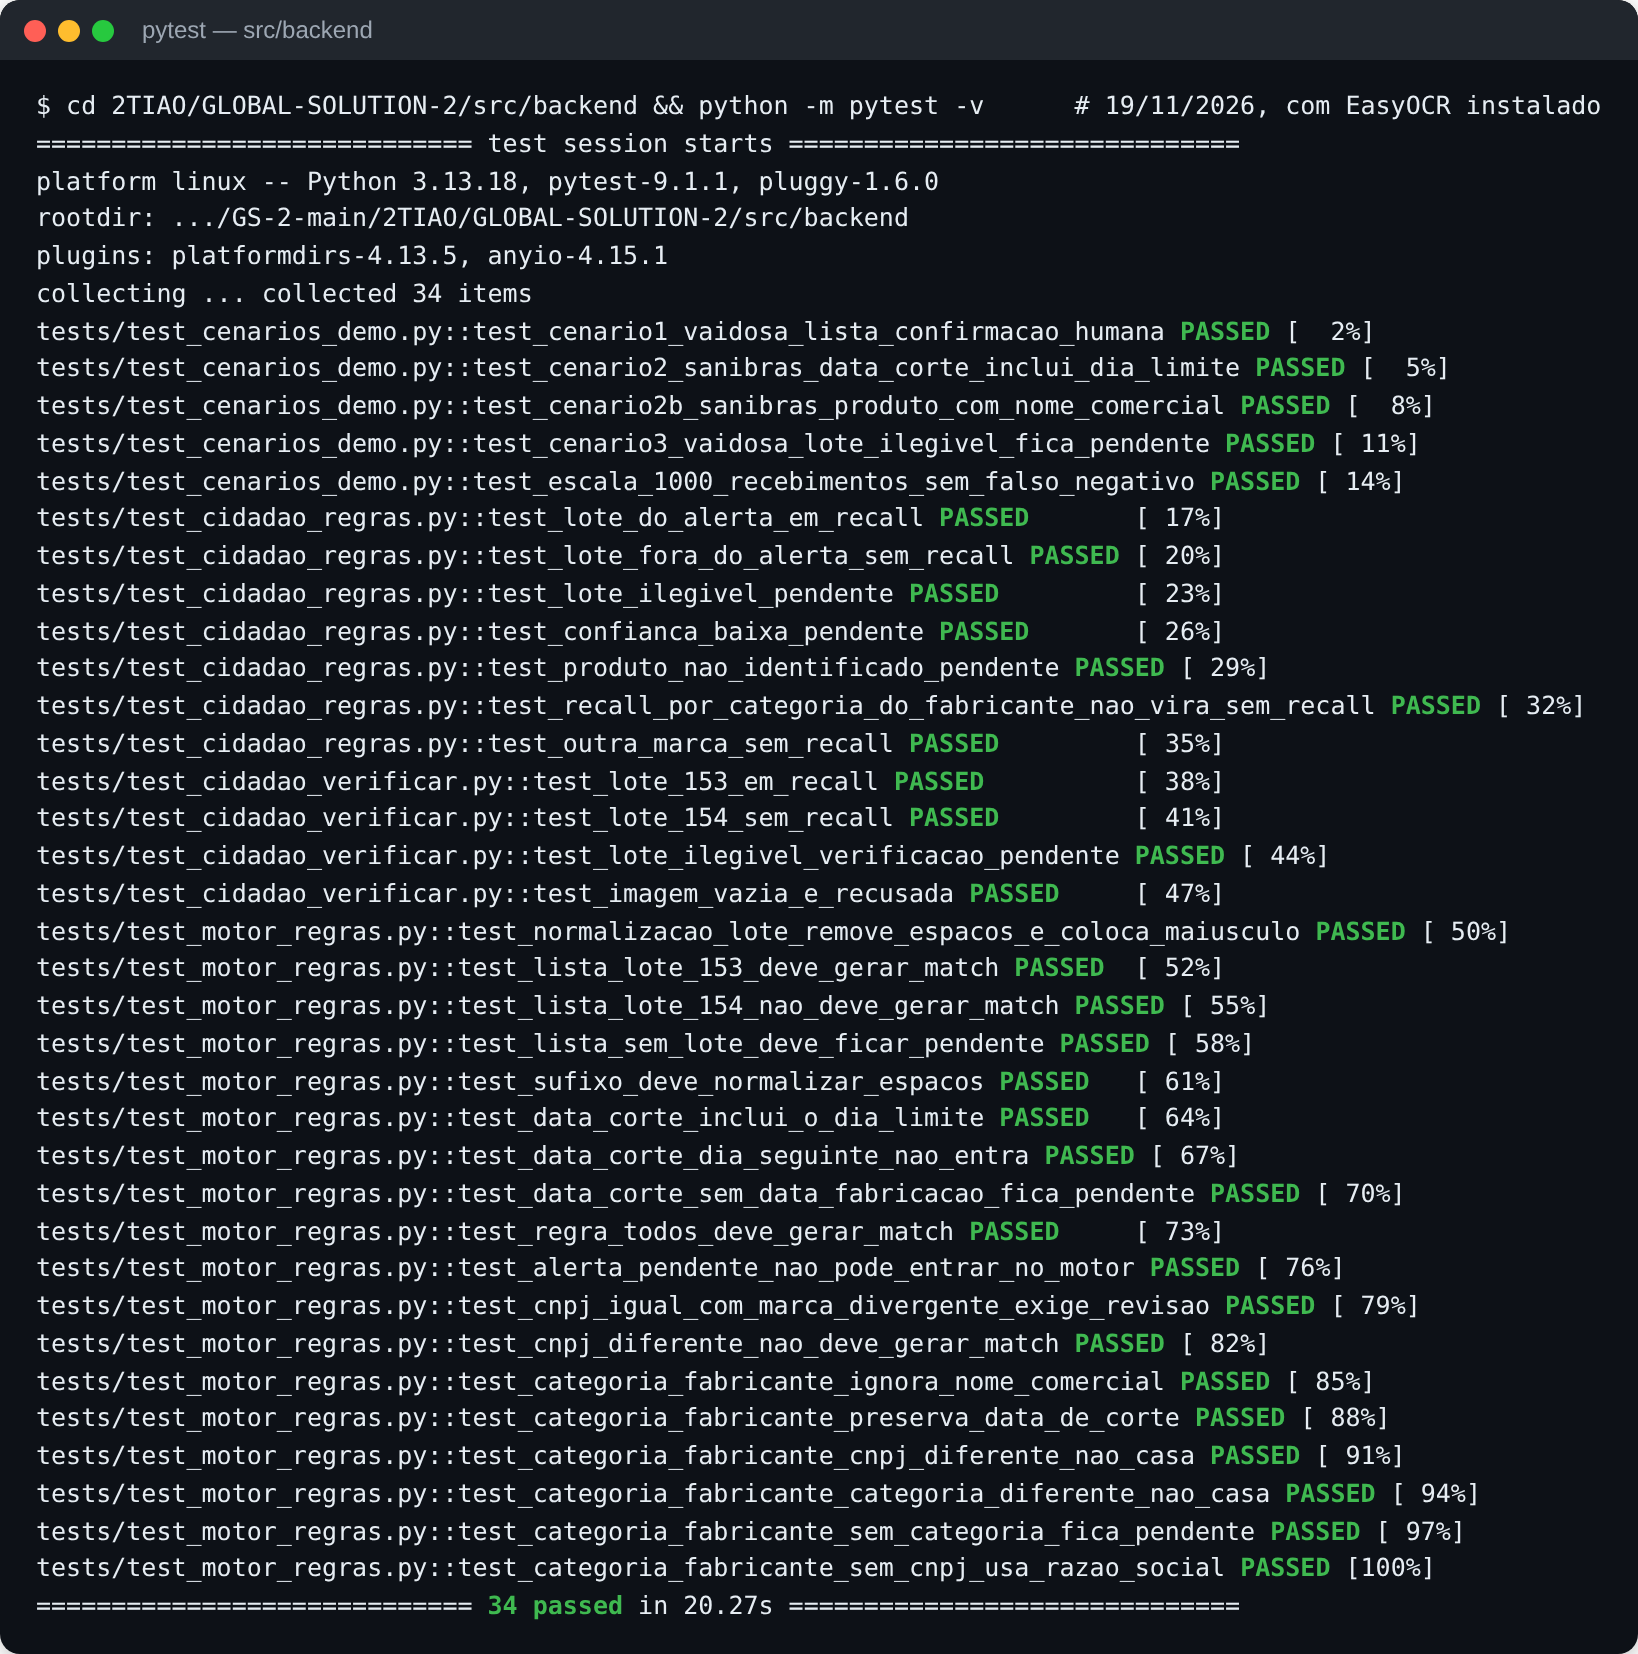 pytest — src/backend
$ cd 2TIAO/GLOBAL-SOLUTION-2/src/backend && python -m pytest -v      # 19/11/2026, com EasyOCR instalado
============================= test session starts ==============================
platform linux -- Python 3.13.18, pytest-9.1.1, pluggy-1.6.0
rootdir: .../GS-2-main/2TIAO/GLOBAL-SOLUTION-2/src/backend
plugins: platformdirs-4.13.5, anyio-4.15.1
collecting ... collected 34 items
tests/test_cenarios_demo.py::test_cenario1_vaidosa_lista_confirmacao_humana PASSED [  2%]
tests/test_cenarios_demo.py::test_cenario2_sanibras_data_corte_inclui_dia_limite PASSED [  5%]
tests/test_cenarios_demo.py::test_cenario2b_sanibras_produto_com_nome_comercial PASSED [  8%]
tests/test_cenarios_demo.py::test_cenario3_vaidosa_lote_ilegivel_fica_pendente PASSED [ 11%]
tests/test_cenarios_demo.py::test_escala_1000_recebimentos_sem_falso_negativo PASSED [ 14%]
tests/test_cidadao_regras.py::test_lote_do_alerta_em_recall PASSED       [ 17%]
tests/test_cidadao_regras.py::test_lote_fora_do_alerta_sem_recall PASSED [ 20%]
tests/test_cidadao_regras.py::test_lote_ilegivel_pendente PASSED         [ 23%]
tests/test_cidadao_regras.py::test_confianca_baixa_pendente PASSED       [ 26%]
tests/test_cidadao_regras.py::test_produto_nao_identificado_pendente PASSED [ 29%]
tests/test_cidadao_regras.py::test_recall_por_categoria_do_fabricante_nao_vira_sem_recall PASSED [ 32%]
tests/test_cidadao_regras.py::test_outra_marca_sem_recall PASSED         [ 35%]
tests/test_cidadao_verificar.py::test_lote_153_em_recall PASSED          [ 38%]
tests/test_cidadao_verificar.py::test_lote_154_sem_recall PASSED         [ 41%]
tests/test_cidadao_verificar.py::test_lote_ilegivel_verificacao_pendente PASSED [ 44%]
tests/test_cidadao_verificar.py::test_imagem_vazia_e_recusada PASSED     [ 47%]
tests/test_motor_regras.py::test_normalizacao_lote_remove_espacos_e_coloca_maiusculo PASSED [ 50%]
tests/test_motor_regras.py::test_lista_lote_153_deve_gerar_match PASSED  [ 52%]
tests/test_motor_regras.py::test_lista_lote_154_nao_deve_gerar_match PASSED [ 55%]
tests/test_motor_regras.py::test_lista_sem_lote_deve_ficar_pendente PASSED [ 58%]
tests/test_motor_regras.py::test_sufixo_deve_normalizar_espacos PASSED   [ 61%]
tests/test_motor_regras.py::test_data_corte_inclui_o_dia_limite PASSED   [ 64%]
tests/test_motor_regras.py::test_data_corte_dia_seguinte_nao_entra PASSED [ 67%]
tests/test_motor_regras.py::test_data_corte_sem_data_fabricacao_fica_pendente PASSED [ 70%]
tests/test_motor_regras.py::test_regra_todos_deve_gerar_match PASSED     [ 73%]
tests/test_motor_regras.py::test_alerta_pendente_nao_pode_entrar_no_motor PASSED [ 76%]
tests/test_motor_regras.py::test_cnpj_igual_com_marca_divergente_exige_revisao PASSED [ 79%]
tests/test_motor_regras.py::test_cnpj_diferente_nao_deve_gerar_match PASSED [ 82%]
tests/test_motor_regras.py::test_categoria_fabricante_ignora_nome_comercial PASSED [ 85%]
tests/test_motor_regras.py::test_categoria_fabricante_preserva_data_de_corte PASSED [ 88%]
tests/test_motor_regras.py::test_categoria_fabricante_cnpj_diferente_nao_casa PASSED [ 91%]
tests/test_motor_regras.py::test_categoria_fabricante_categoria_diferente_nao_casa PASSED [ 94%]
tests/test_motor_regras.py::test_categoria_fabricante_sem_categoria_fica_pendente PASSED [ 97%]
tests/test_motor_regras.py::test_categoria_fabricante_sem_cnpj_usa_razao_social PASSED [100%]
============================= 34 passed in 20.27s ==============================